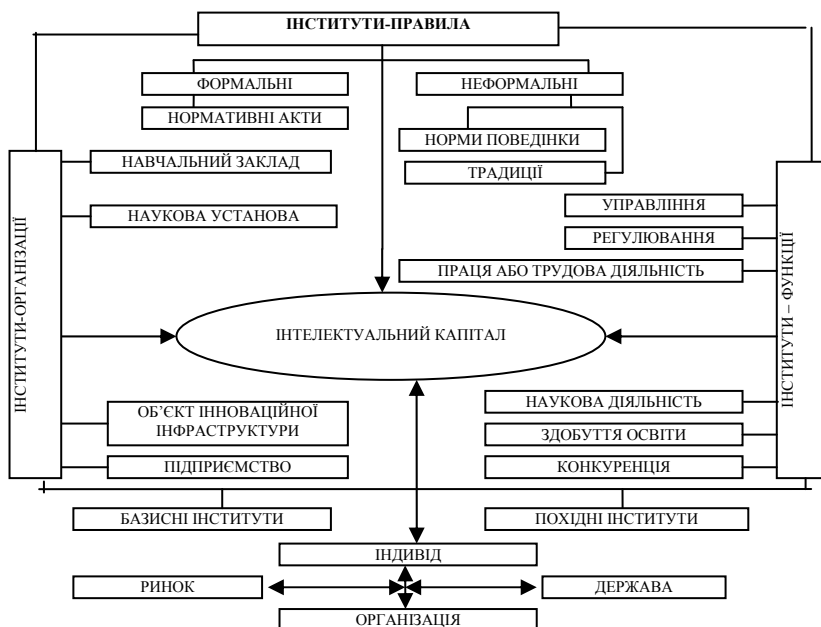 ІНСТИТУТИ-ПРАВИЛА
ФОРМАЛЬНІ
НЕФОРМАЛЬНІ
НОРМАТИВНІ АКТИ
НОРМИ ПОВЕДІНКИ
ТРАДИЦІЇ
ІНСТИТУТИ-ОРГАНІЗАЦІЇ
НАВЧАЛЬНИЙ ЗАКЛАД
НАУКОВА УСТАНОВА
УПРАВЛІННЯ
РЕГУЛЮВАННЯ
ПРАЦЯ АБО ТРУДОВА ДІЯЛЬНІСТЬ
ІНСТИТУТИ – ФУНКЦІЇ
ІНТЕЛЕКТУАЛЬНИЙ КАПІТАЛ
ОБ’ЄКТ ІННОВАЦІЙНОЇ
ІНФРАСТРУКТУРИ
ПІДПРИЄМСТВО
НАУКОВА ДІЯЛЬНІСТЬ
ЗДОБУТТЯ ОСВІТИ
КОНКУРЕНЦІЯ
БАЗИСНІ ІНСТИТУТИ
ПОХІДНІ ІНСТИТУТИ
ІНДИВІД
РИНОК
ДЕРЖАВА
ОРГАНІЗАЦІЯ